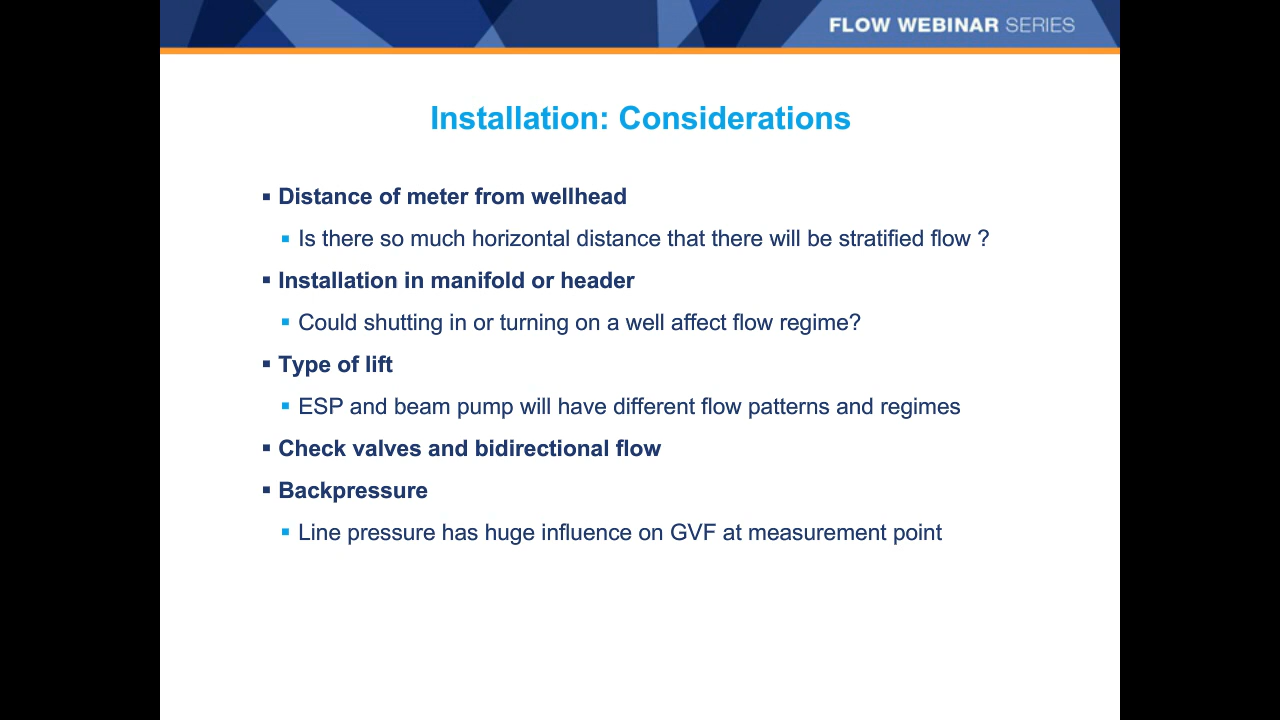 FLOW WEBINAR SERIES
Installation: Considerations
▪ Distance of meter from wellhead
▪ Is there so much horizontal distance that there will be stratified flow ?
▪ Installation in manifold or header
▪ Could shutting in or turning on a well affect flow regime?
▪ Type of lift
▪ ESP and beam pump will have different flow patterns and regimes
▪ Check valves and bidirectional flow
▪ Backpressure
▪ Line pressure has huge influence on GVF at measurement point